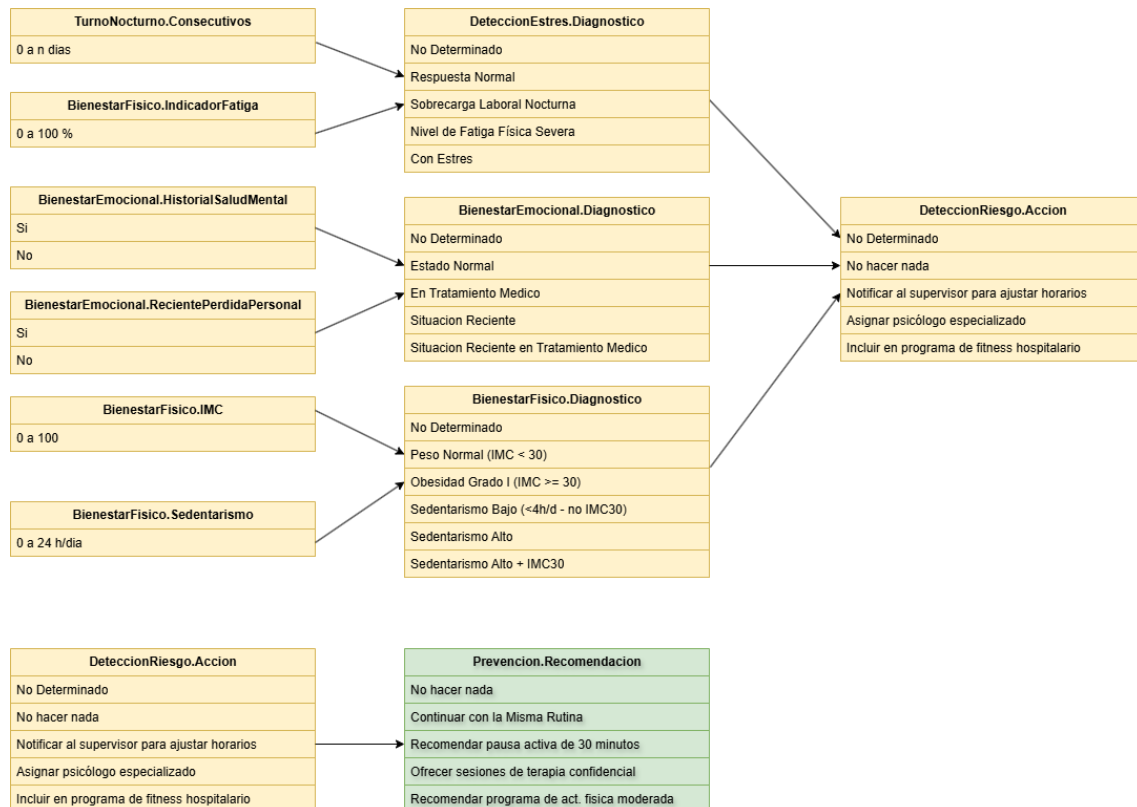 TurnoNocturno.Consecutivos
0 a n dias
BienestarFisico.IndicadorFatiga
0 a 100 %
BienestarEmocional.HistorialSaludMental
Si
No
BienestarEmocional.RecientePerdidaPersonal
Si
No
BienestarFisico.IMC
0 a 100
BienestarFisico.Sedentarismo
0 a 24 h/dia
DeteccionEstres.Diagnostico
No Determinado
Respuesta Normal
Sobrecarga Laboral Nocturna
Nivel de Fatiga Física Severa
Con Estres
BienestarEmocional.Diagnostico
No Determinado
Estado Normal
En Tratamiento Medico
Situacion Reciente
Situacion Reciente en Tratamiento Medico
BienestarFisico.Diagnostico
No Determinado
Peso Normal (IMC < 30)
Obesidad Grado I (IMC >= 30)
Sedentarismo Bajo (<4h/d - no IMC30)
Sedentarismo Alto
Sedentarismo Alto + IMC30
DeteccionRiesgo.Accion
No Determinado
No hacer nada
Notificar al supervisor para ajustar horarios
Asignar psicólogo especializado
Incluir en programa de fitness hospitalario
DeteccionRiesgo.Accion
No Determinado
No hacer nada
Notificar al supervisor para ajustar horarios
Asignar psicólogo especializado
Incluir en programa de fitness hospitalario
Prevencion.Recomendacion
No hacer nada
Continuar con la Misma Rutina
Recomendar pausa activa de 30 minutos
Ofrecer sesiones de terapia confidencial
Recomendar programa de act. fisica moderada